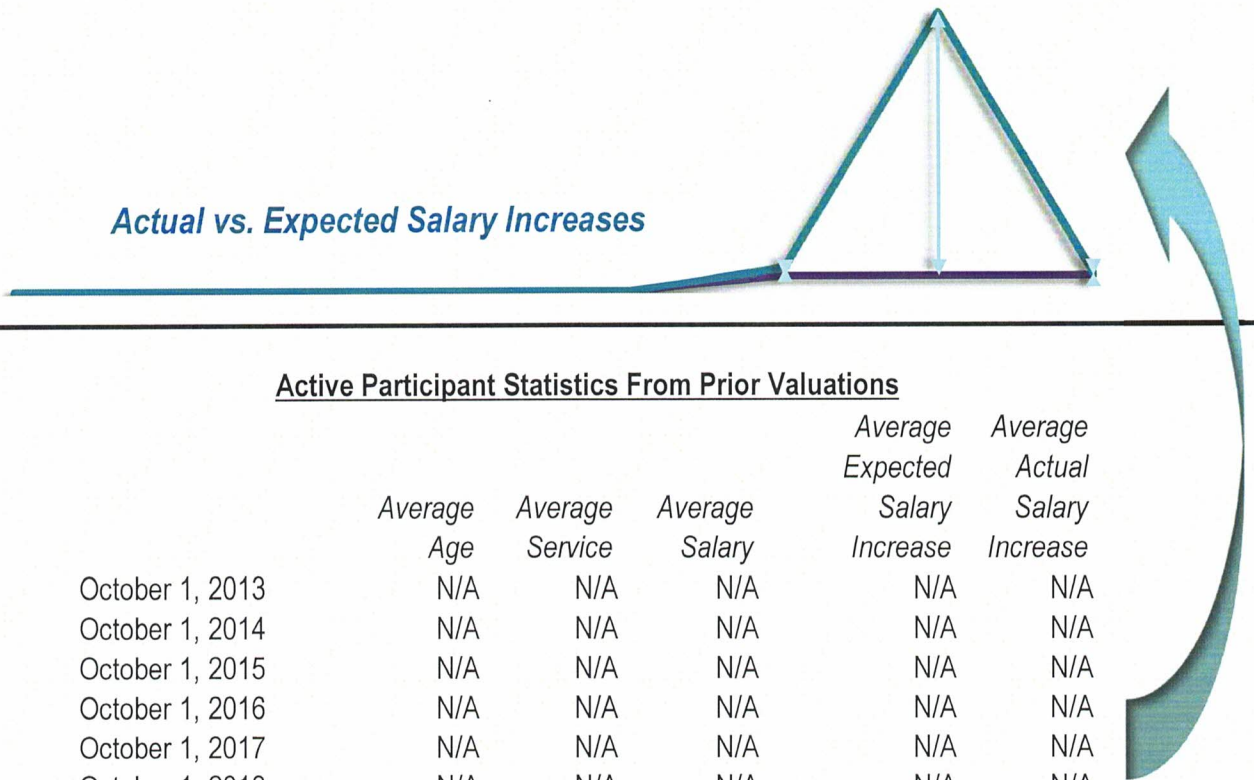 Actual vs. Expected Salary Increases
Active Participant Statistics From Prior Valuations
Average Average
Expected Actual
Average Average Average Salary Salary
Age Service Salary Increase Increase
October 1, 2013 N/A N/A N/A N/A N/A
October 1, 2014 N/A N/A N/A N/A N/A
October 1, 2015 N/A N/A N/A N/A N/A
October 1, 2016 N/A N/A N/A N/A N/A
October 1, 2017 N/A N/A N/A N/A N/A